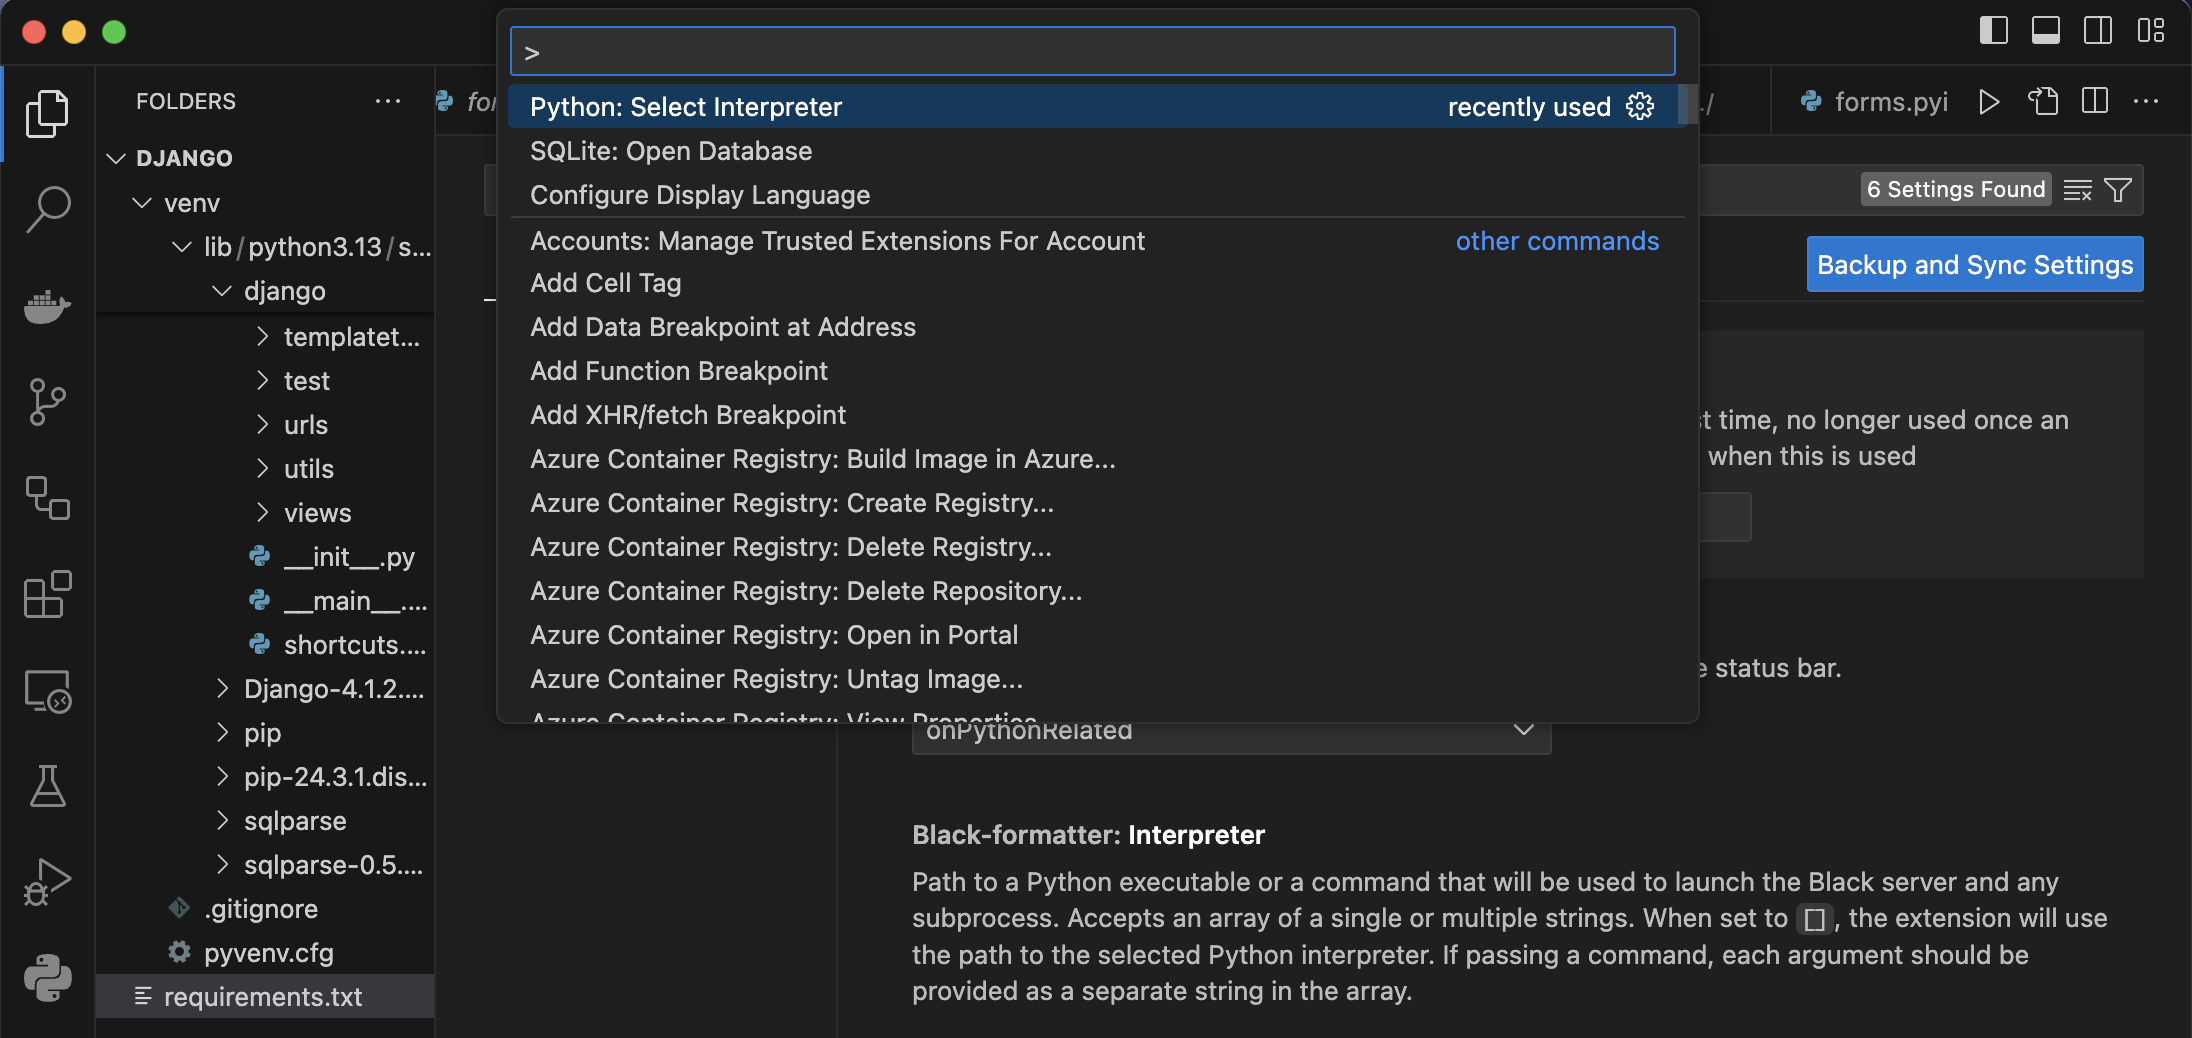 >
Python: Select Interpreter
recently used
SQLite: Open Database
Configure Display Language
Accounts: Manage Trusted Extensions For Account
other commands
Add Cell Tag
Add Data Breakpoint at Address
Add Function Breakpoint
Add XHR/fetch Breakpoint
Azure Container Registry: Build Image in Azure...
Azure Container Registry: Create Registry...
Azure Container Registry: Delete Registry...
Azure Container Registry: Delete Repository...
Azure Container Registry: Open in Portal
Azure Container Registry: Untag Image...
Azure Container Registry: View Properties
FOLDERS
DJANGO
venv
lib/python3.13/s...
django
templatet...
test
urls
utils
views
__init__.py
__main__....
shortcuts....
Django-4.1.2....
pip
pip-24.3.1.dis...
sqlparse
sqlparse-0.5....
.gitignore
pyvenv.cfg
requirements.txt
for
./
forms.pyi
6 Settings Found
Backup and Sync Settings
t time, no longer used once an
when this is used
e status bar.
onPythonRelated
Black-formatter: Interpreter
Path to a Python executable or a command that will be used to launch the Black server and any
subprocess. Accepts an array of a single or multiple strings. When set to [], the extension will use
the path to the selected Python interpreter. If passing a command, each argument should be
provided as a separate string in the array.